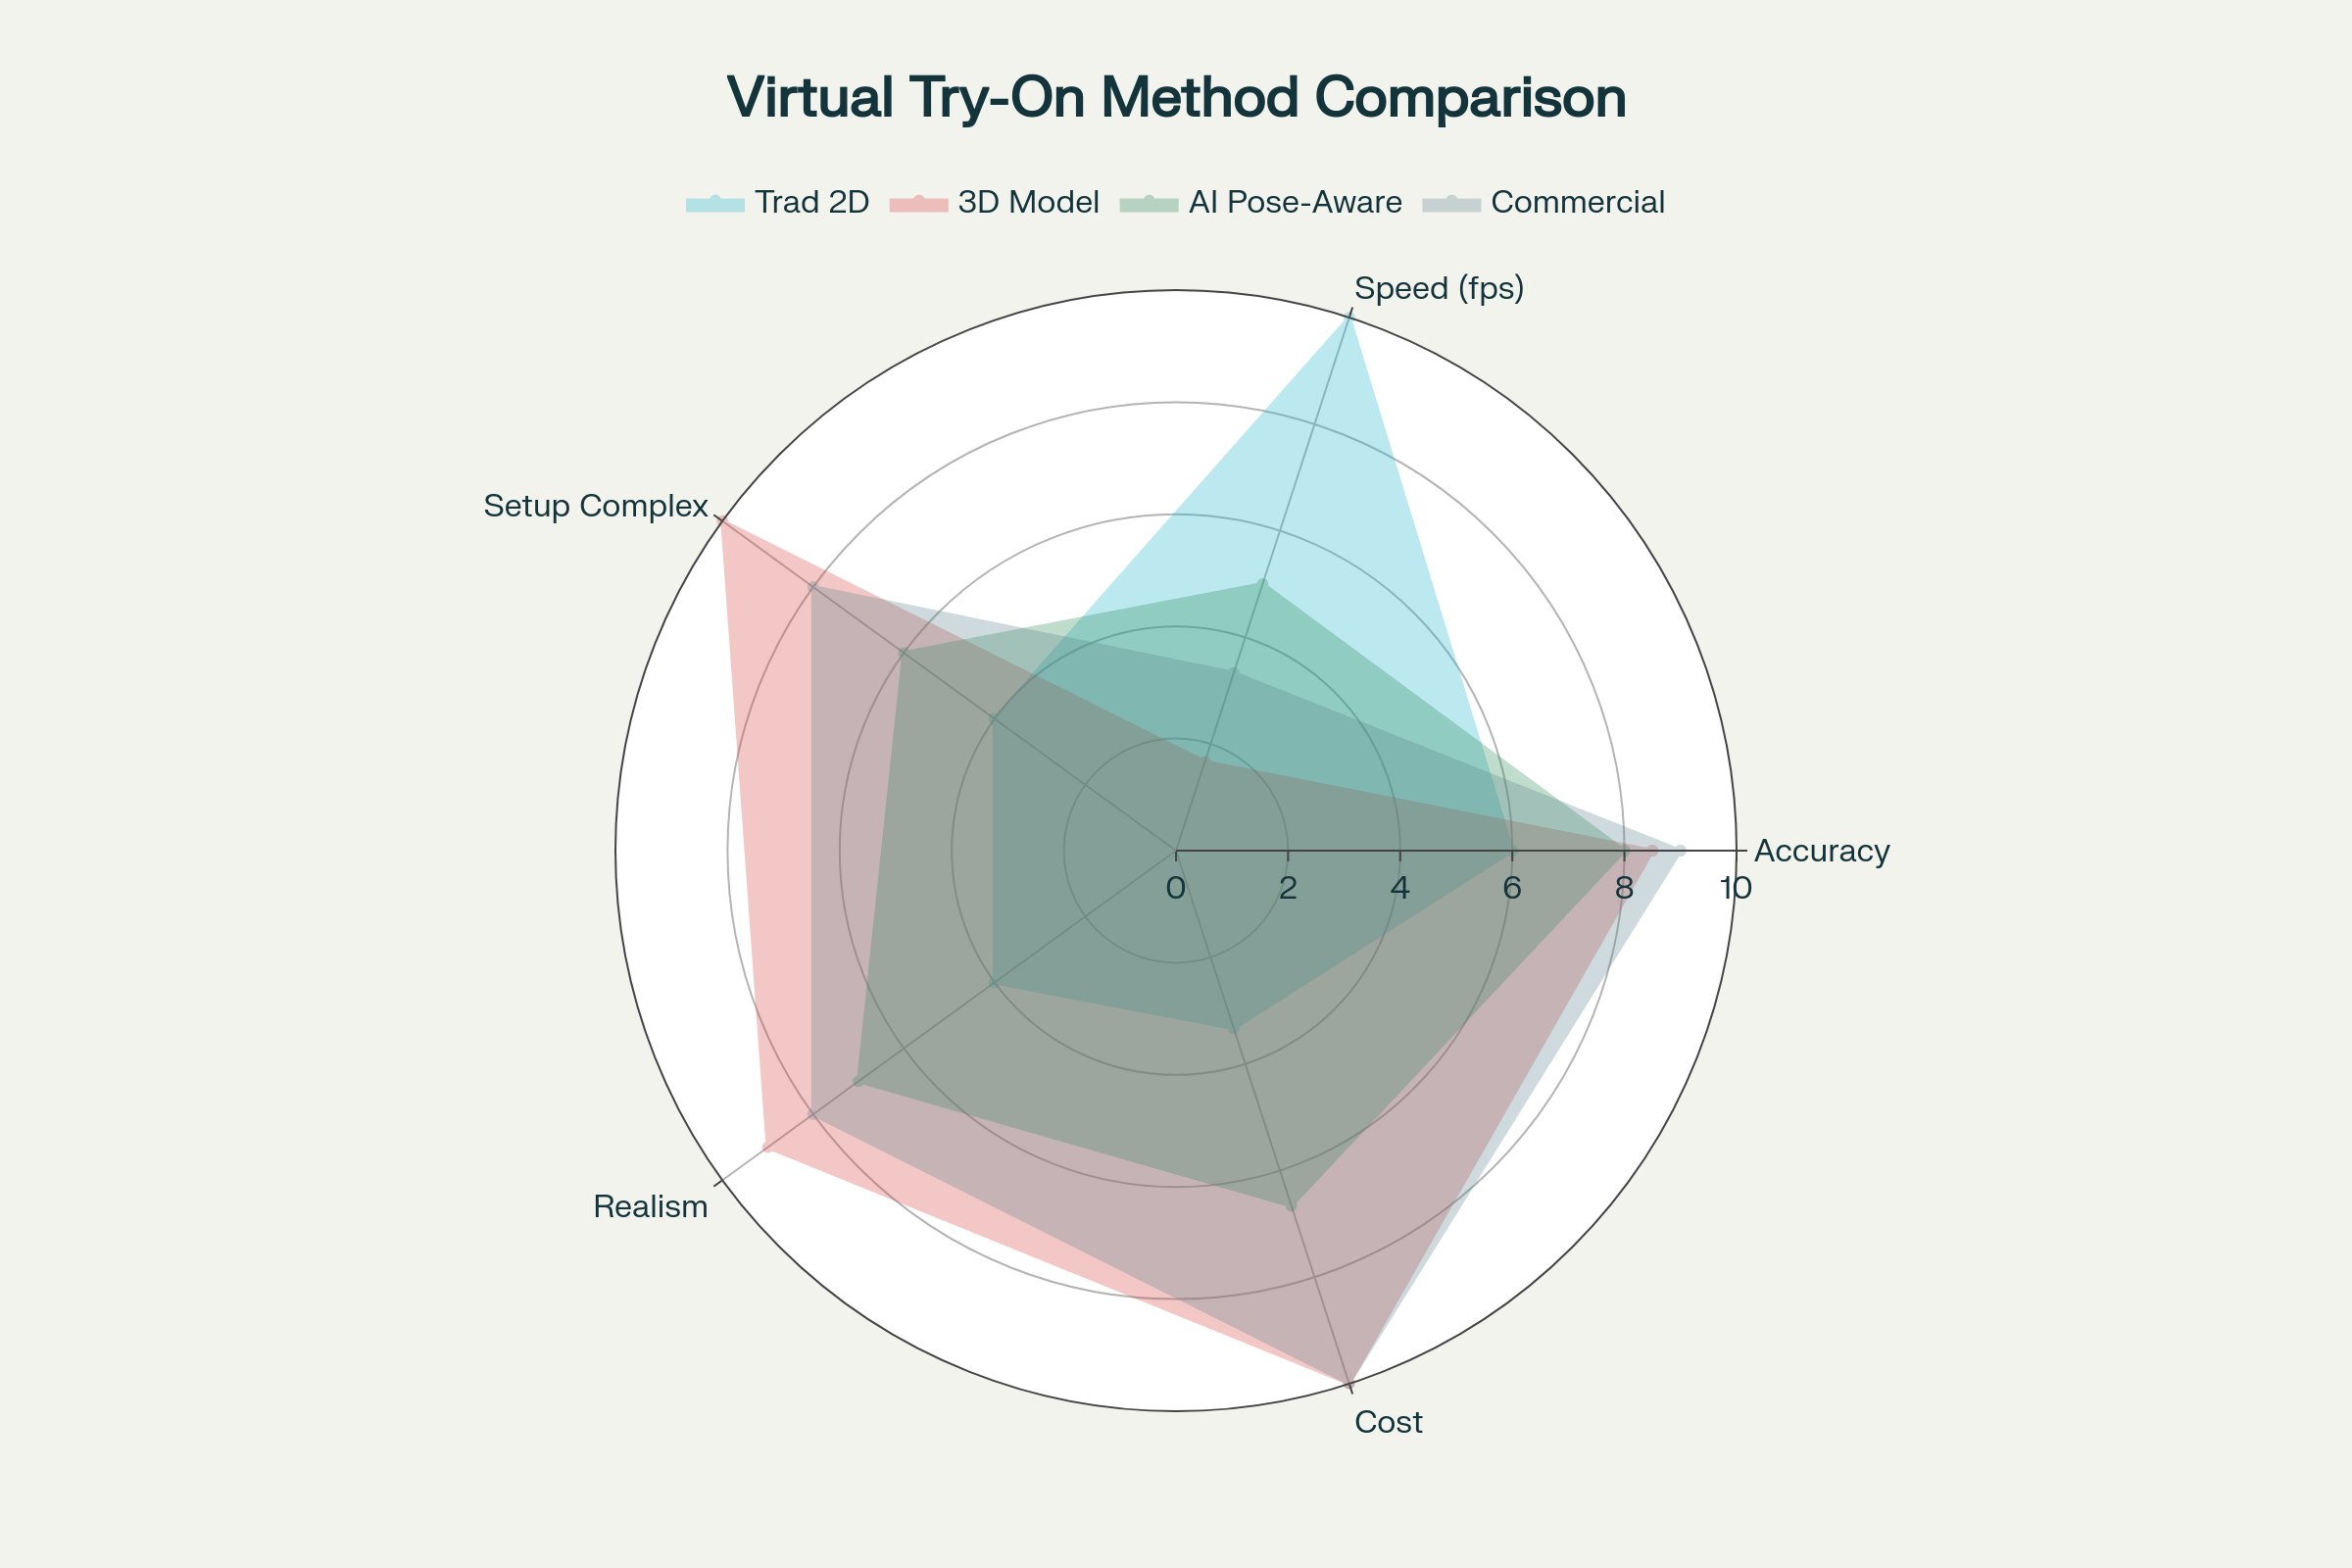 Virtual Try-On Method Comparison
Trad 2D 3D Model AI Pose-Aware Commercial
Speed (fps)
Setup Complex
Accuracy
0 2 4 6 8 10
Realism
Cost